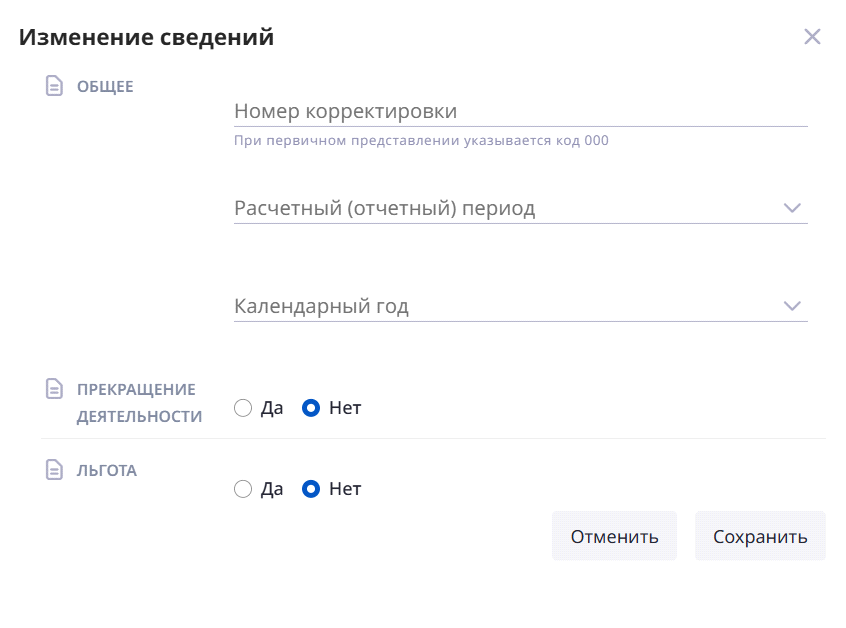 Изменение сведений
ОБЩЕЕ
Номер корректировки
При первичном представлении указывается код 000
Расчетный (отчетный) период
Календарный год
ПРЕКРАЩЕНИЕ
ДЕЯТЕЛЬНОСТИ
Да Нет
ЛЬГОТА
Да Нет
Отменить Сохранить